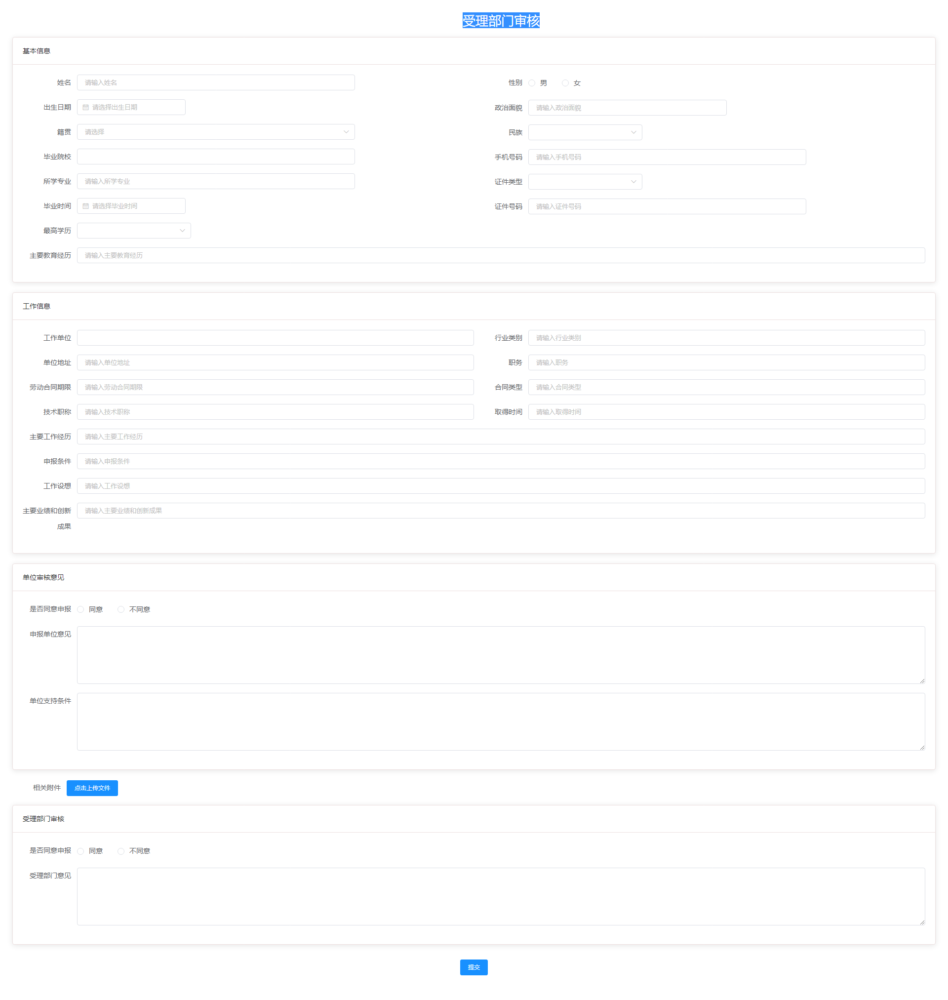 受理部门审核
基本信息
姓名 请输入姓名 性别 男 女
出生日期 请选择出生日期 政治面貌 请输入政治面貌
籍贯 请选择 民族
毕业院校 手机号码 请输入手机号码
所学专业 请输入所学专业 证件类型
毕业时间 请选择毕业时间 证件号码 请输入证件号码
最高学历
主要教育经历 请输入主要教育经历
工作信息
工作单位 行业类别 请输入行业类别
单位地址 请输入单位地址 职务 请输入职务
劳动合同期限 请输入劳动合同期限 合同类型 请输入合同类型
技术职称 请输入技术职称 取得时间 请输入取得时间
主要工作经历 请输入主要工作经历
申报条件 请输入申报条件
工作设想 请输入工作设想
主要业绩和创新 请输入主要业绩和创新成果
成果
单位审核意见
是否同意申报 同意 不同意
申报单位意见
单位支持条件
相关附件 点击上传文件
受理部门审核
是否同意申报 同意 不同意
受理部门意见
提交